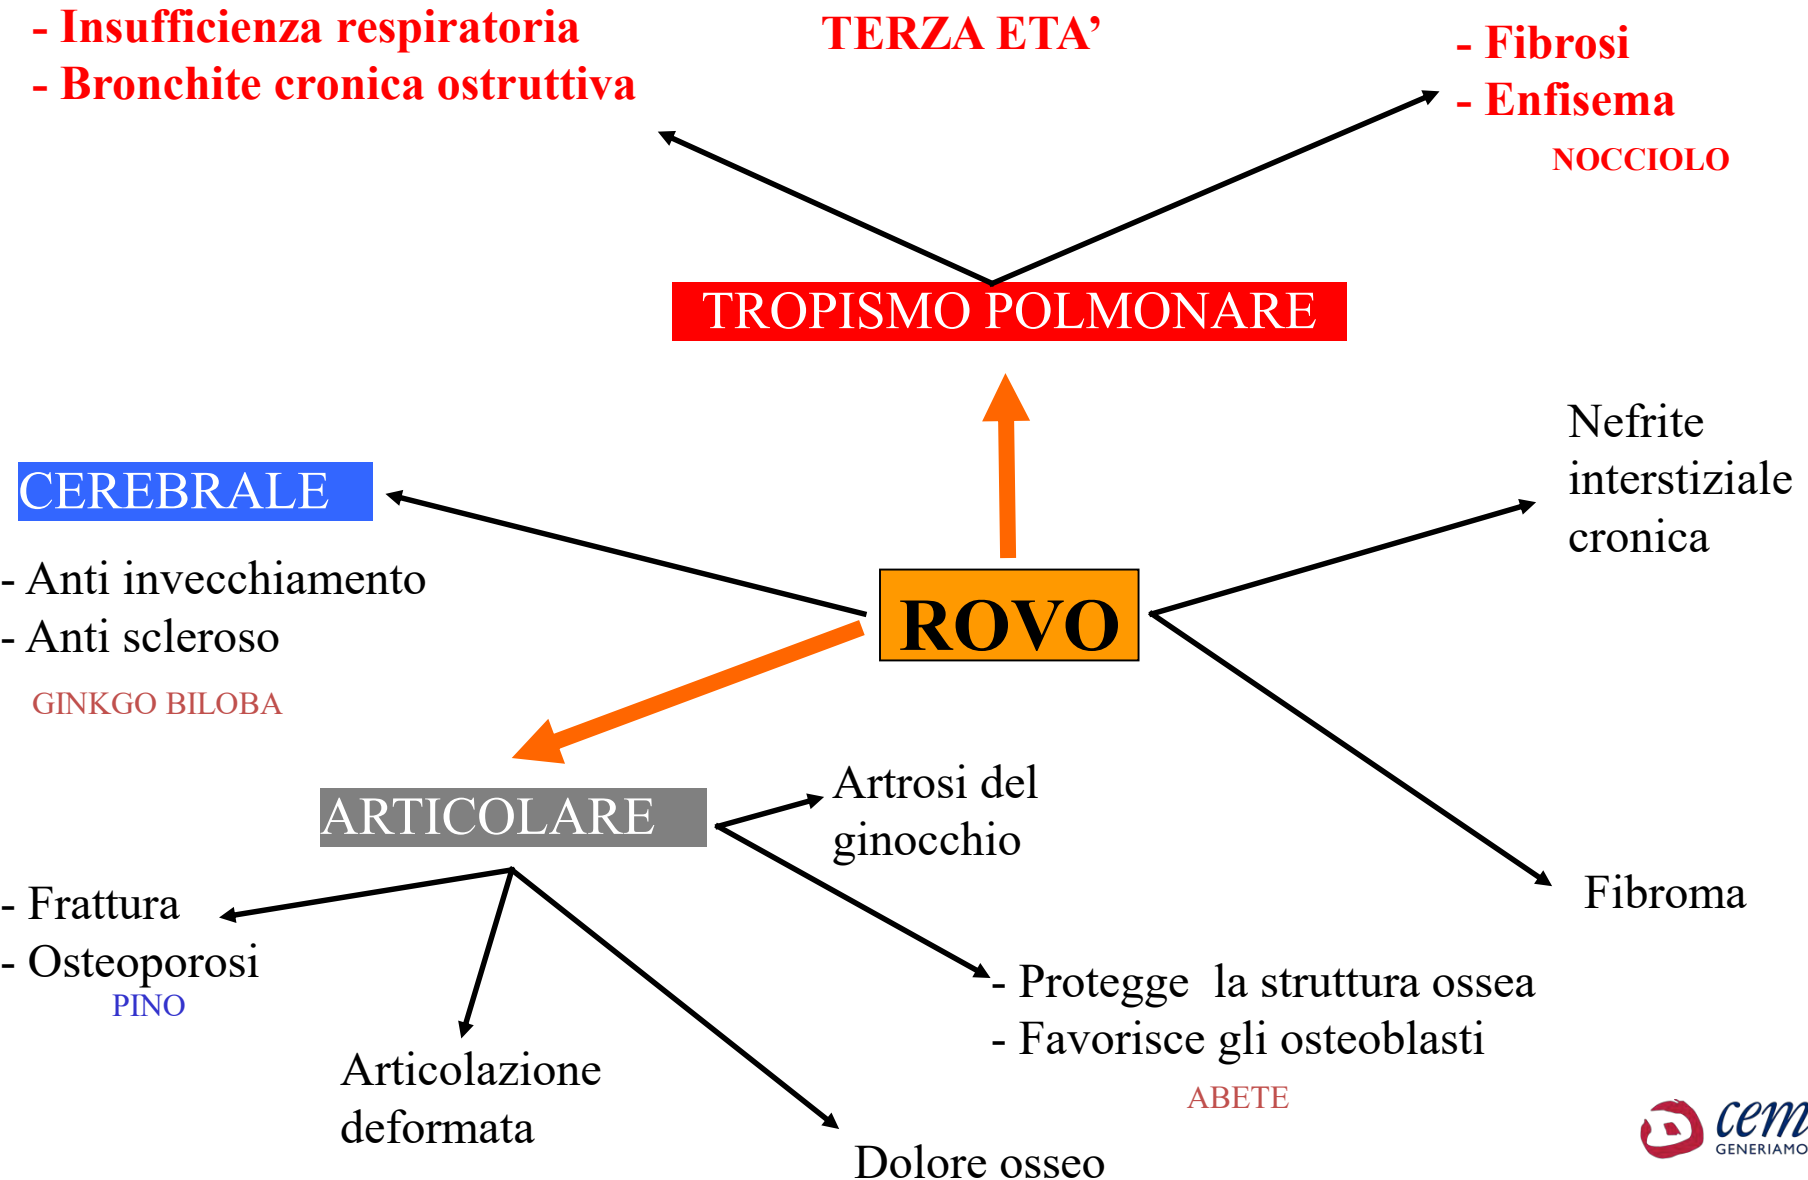 - Insufficienza respiratoria
- Bronchite cronica ostruttiva
TERZA ETA’
- Fibrosi
- Enfisema
NOCCIOLO
TROPISMO POLMONARE
CEREBRALE
- Anti invecchiamento
- Anti scleroso
GINKGO BILOBA
ROVO
Nefrite
interstiziale
cronica
ARTICOLARE
Artrosi del
ginocchio
Fibroma
- Frattura
- Osteoporosi
PINO
- Protegge  la struttura ossea
- Favorisce gli osteoblasti
ABETE
Articolazione
deformata
Dolore osseo
cem
GENERIAMO